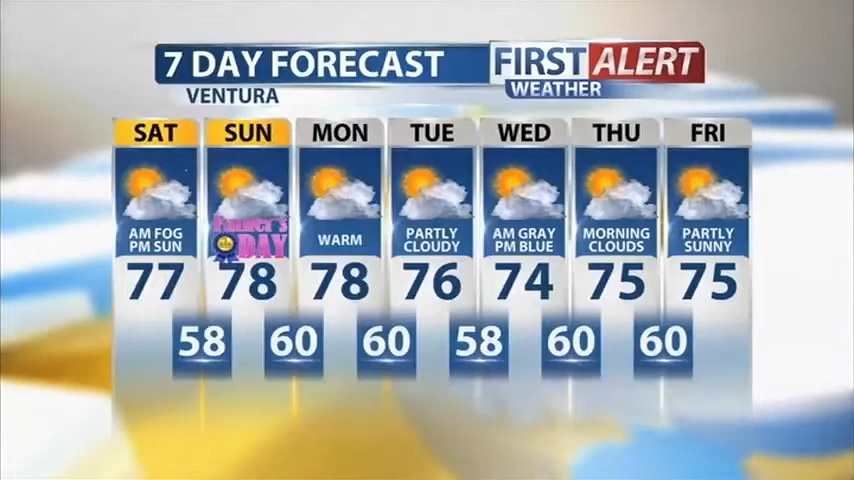 7 DAY FORECAST
FIRST ALERT
WEATHER
VENTURA
SAT SUN MON TUE WED THU FRI
AM FOG
PM SUN
Father's
DAY
WARM
PARTLY
CLOUDY
AM GRAY
PM BLUE
MORNING
CLOUDS
PARTLY
SUNNY
77 78 78 76 74 75 75
58 60 60 58 60 60